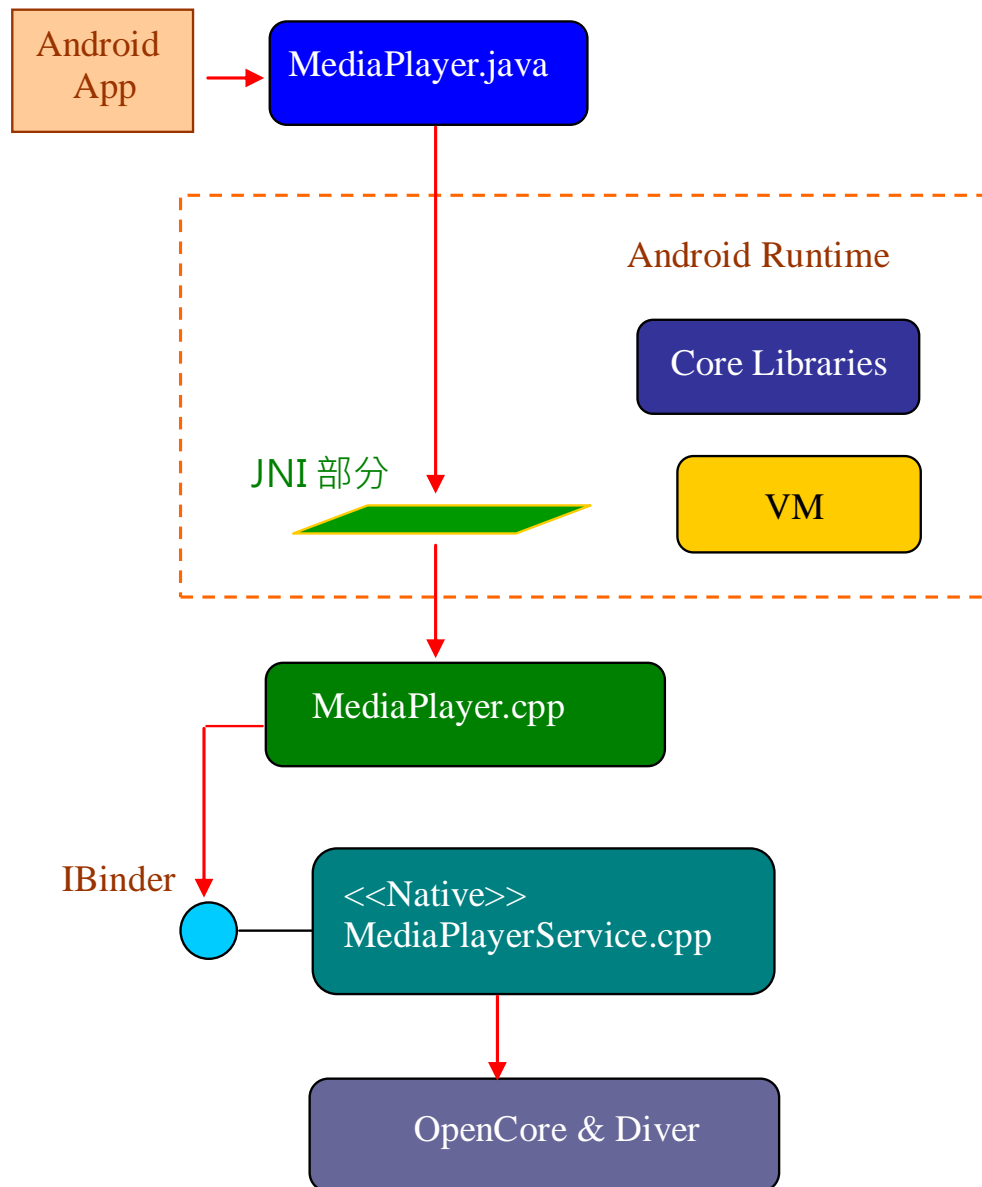 Android
App
MediaPlayer.java
Android Runtime
Core Libraries
JNI 部分
VM
MediaPlayer.cpp
IBinder
<<Native>>
MediaPlayerService.cpp
OpenCore & Diver